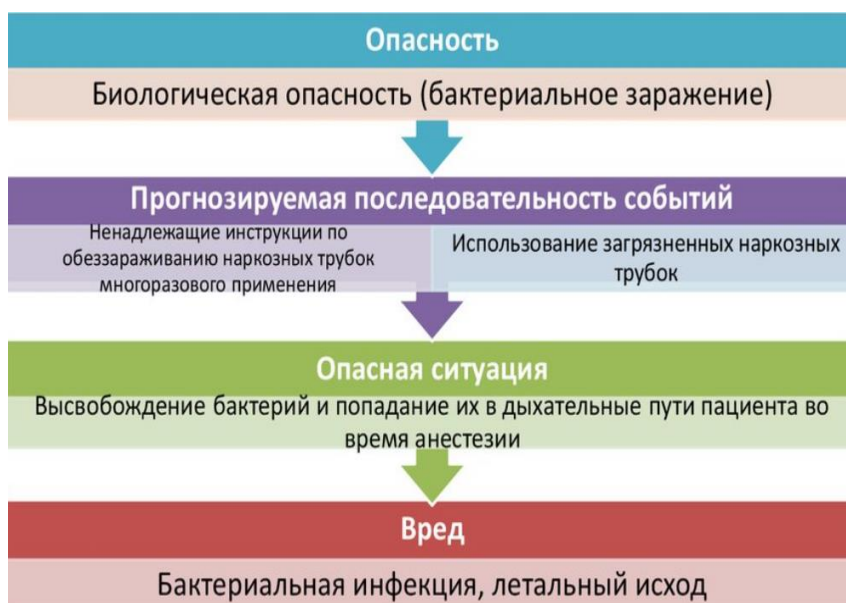 Опасность
Биологическая опасность (бактериальное заражение)
Прогнозируемая последовательность событий
Ненадлежащие инструкции по
обеззараживанию наркозных трубок
многоразового применения
Использование загрязненных наркозных
трубок
Опасная ситуация
Высвобождение бактерий и попадание их в дыхательные пути пациента во
время анестезии
Вред
Бактериальная инфекция, летальный исход